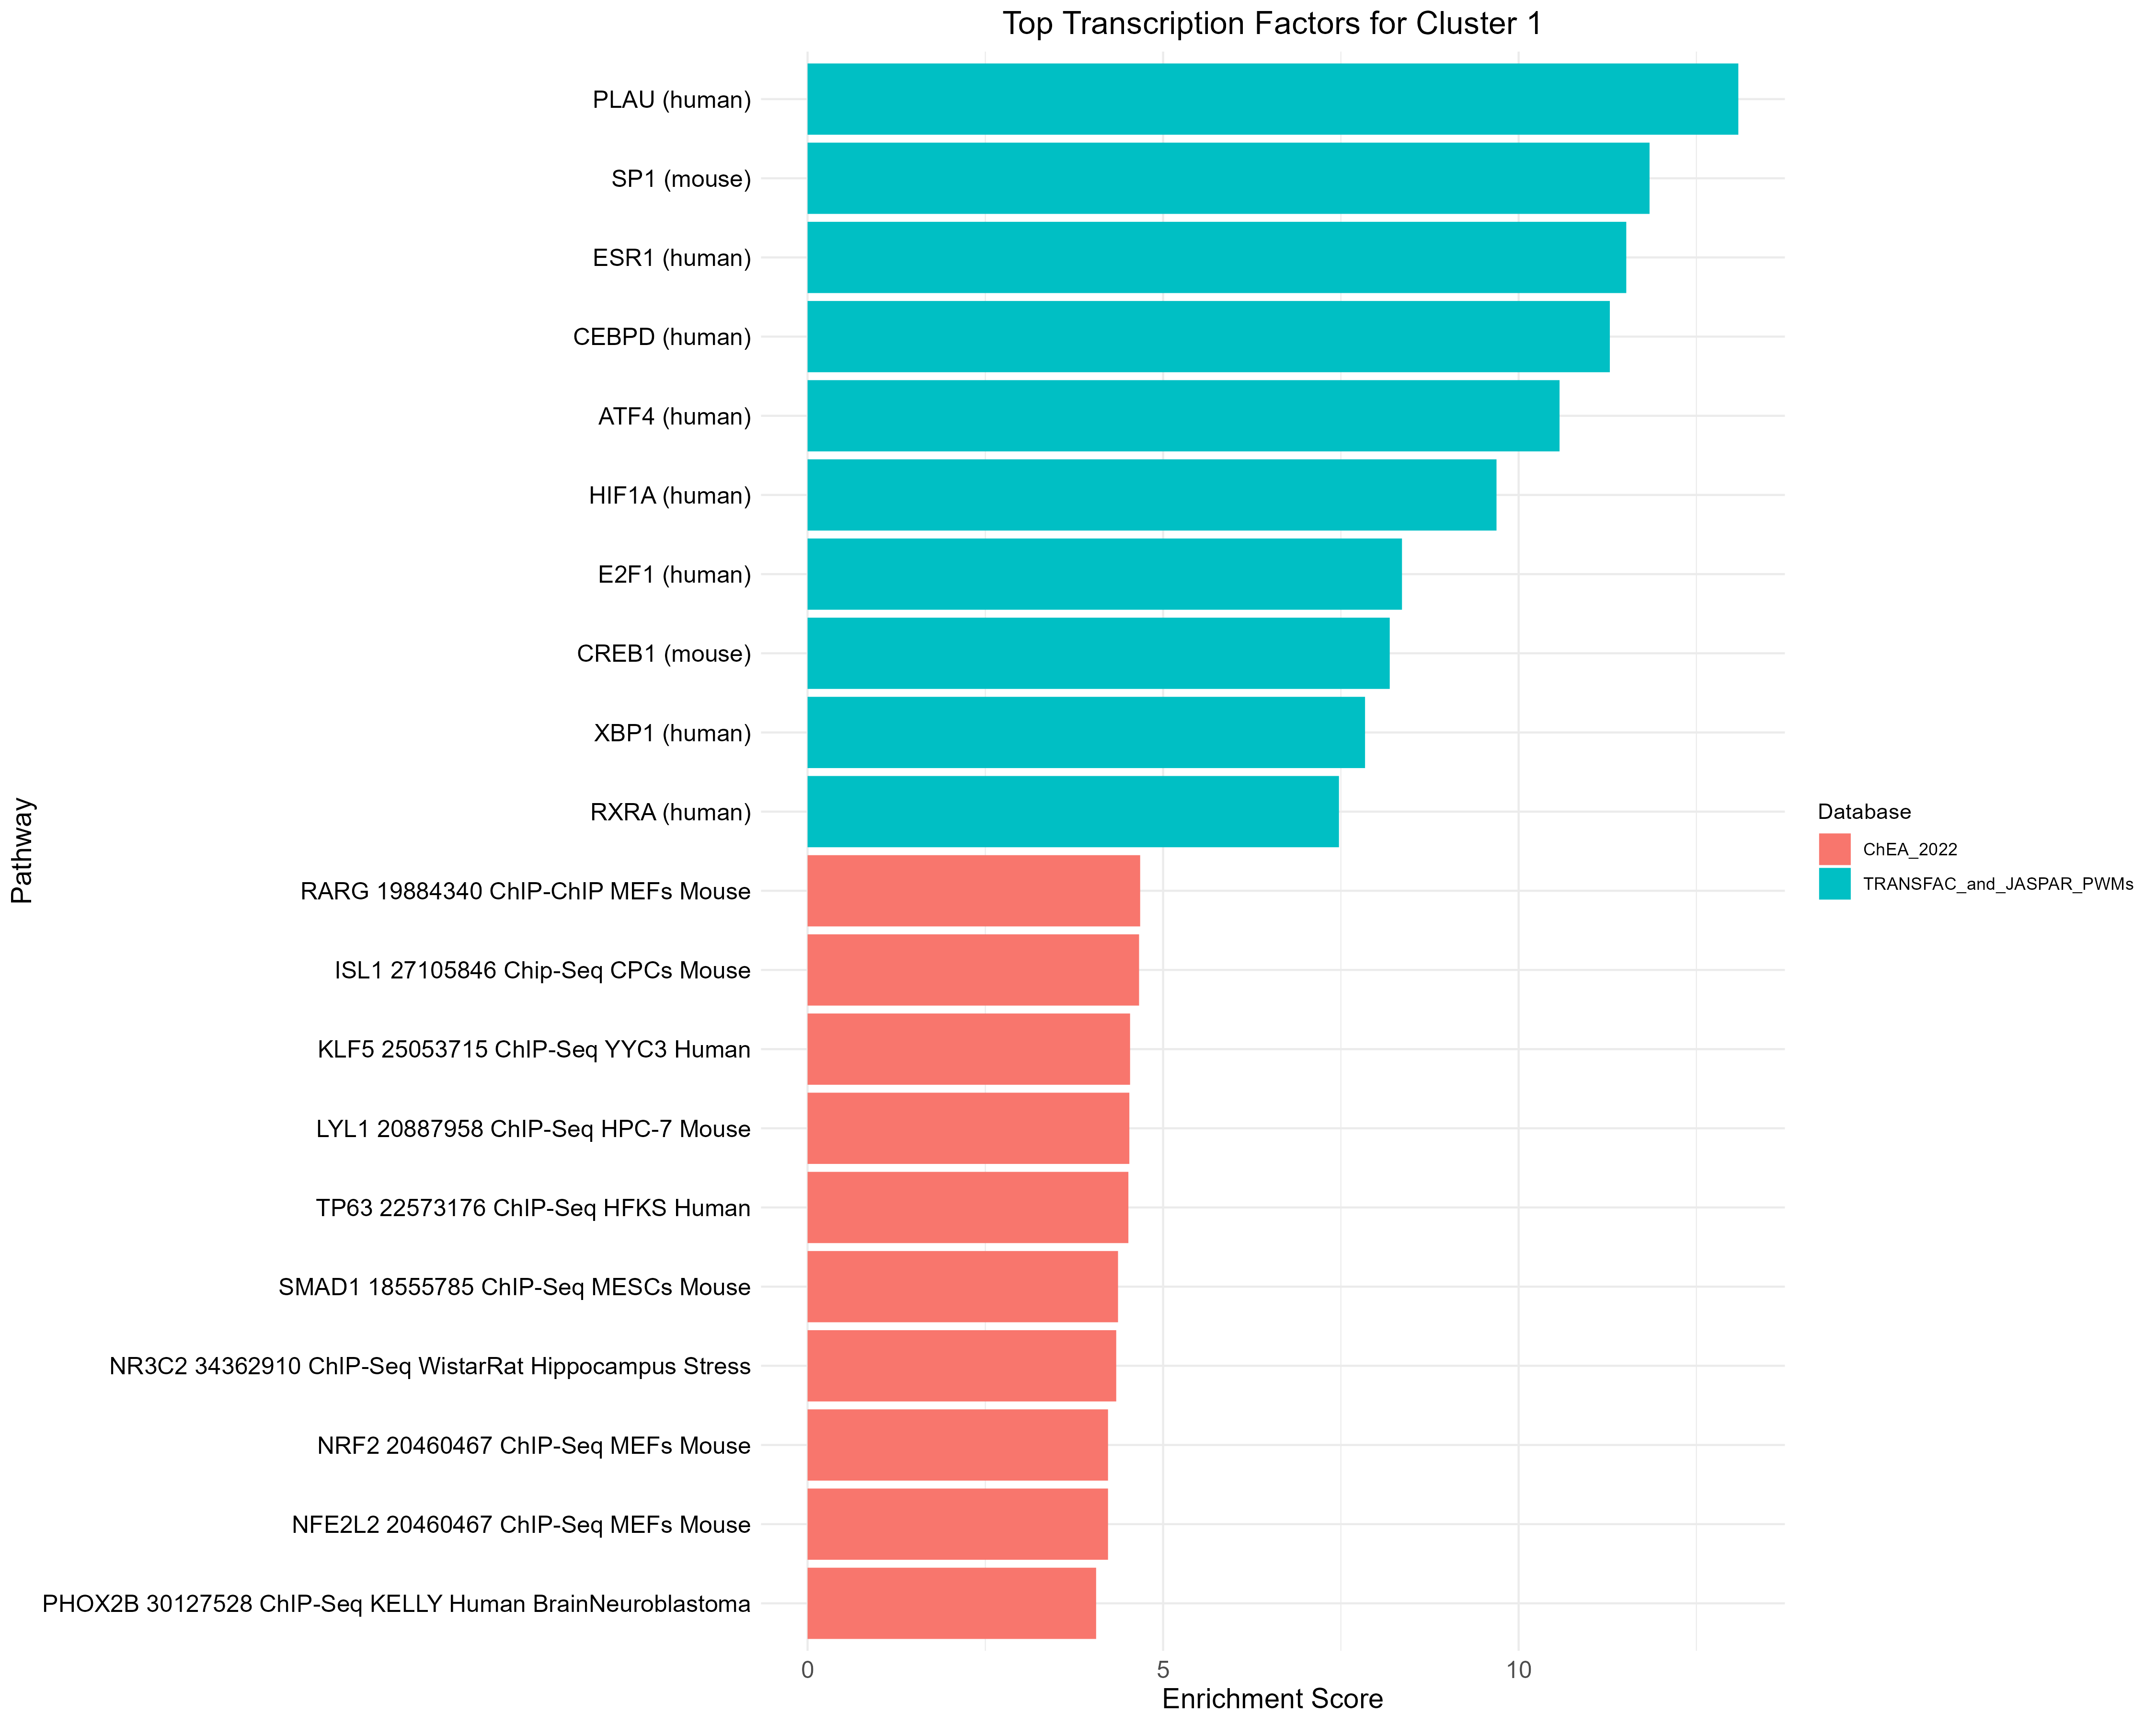 Top Transcription Factors for Cluster 1
Pathway
PLAU (human)
SP1 (mouse)
ESR1 (human)
CEBPD (human)
ATF4 (human)
HIF1A (human)
E2F1 (human)
CREB1 (mouse)
XBP1 (human)
RXRA (human)
RARG 19884340 ChIP-ChIP MEFs Mouse
ISL1 27105846 Chip-Seq CPCs Mouse
KLF5 25053715 ChIP-Seq YYC3 Human
LYL1 20887958 ChIP-Seq HPC-7 Mouse
TP63 22573176 ChIP-Seq HFKS Human
SMAD1 18555785 ChIP-Seq MESCs Mouse
NR3C2 34362910 ChIP-Seq WistarRat Hippocampus Stress
NRF2 20460467 ChIP-Seq MEFs Mouse
NFE2L2 20460467 ChIP-Seq MEFs Mouse
PHOX2B 30127528 ChIP-Seq KELLY Human BrainNeuroblastoma
0 5 10
Enrichment Score
Database
ChEA_2022
TRANSFAC_and_JASPAR_PWMs